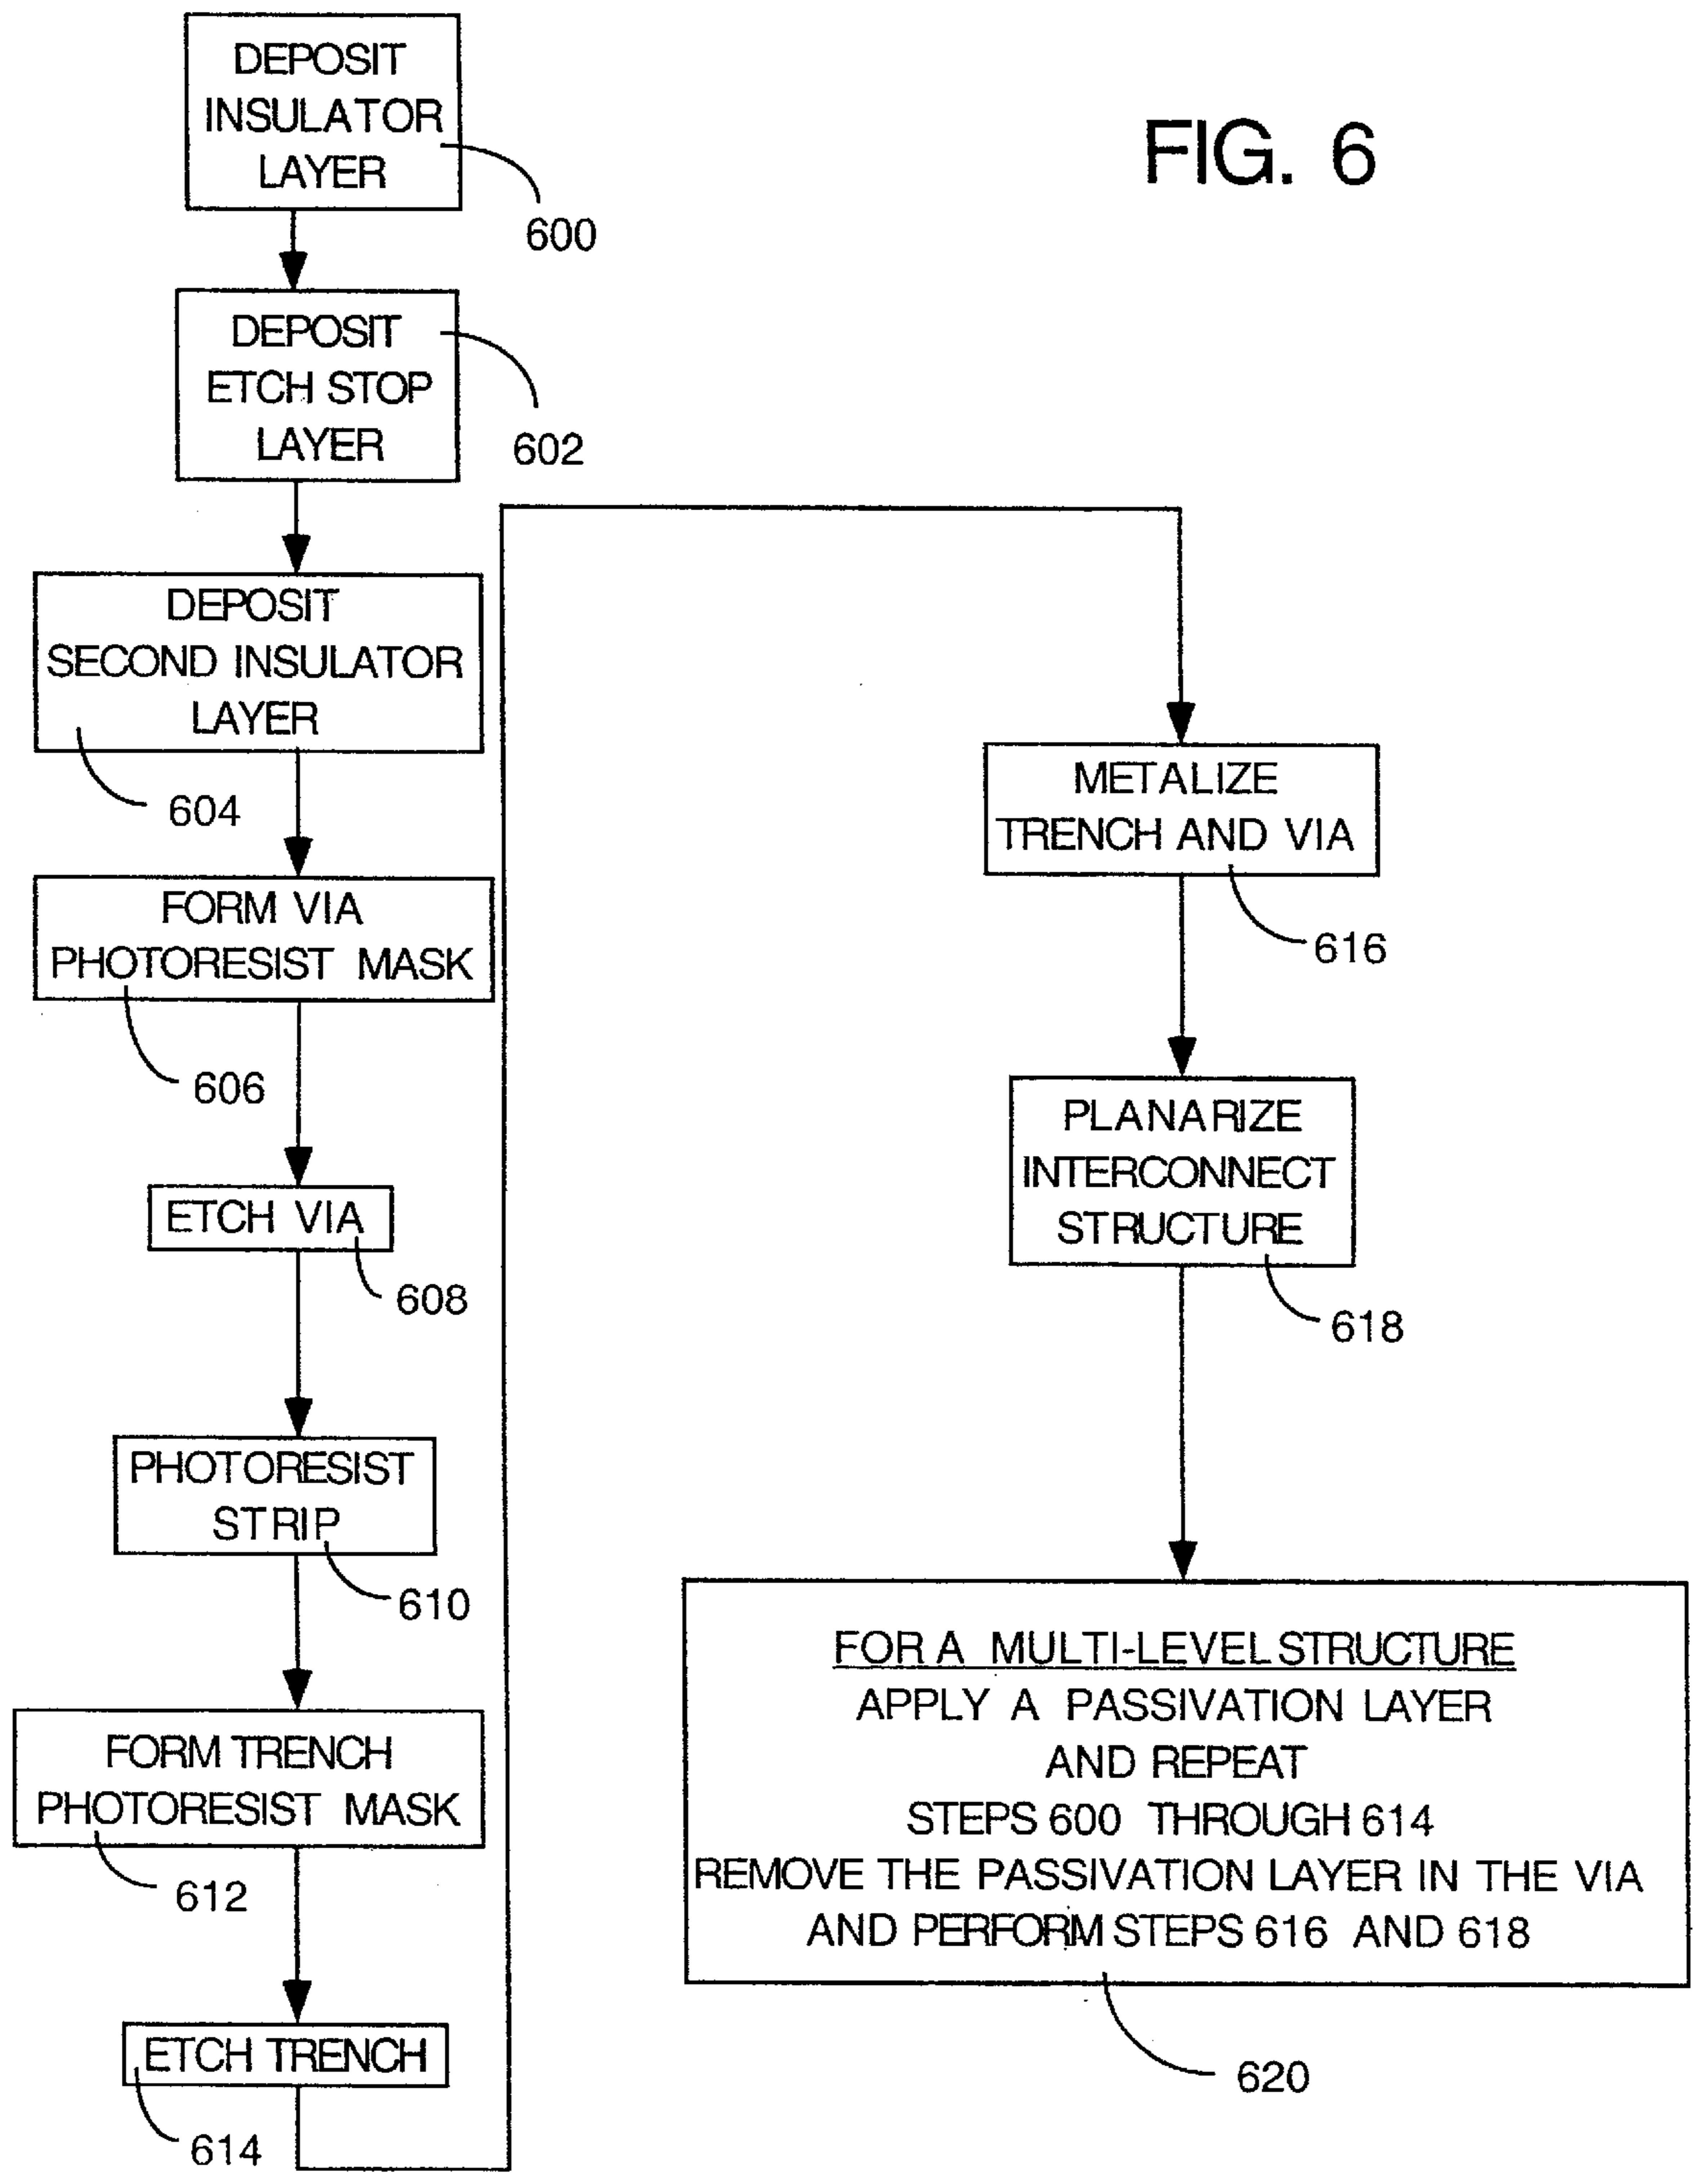 FIG. 6
DEPOSIT
INSULATOR
LAYER
600
DEPOSIT
ETCH STOP
LAYER
602
DEPOSIT
SECOND INSULATOR
LAYER
604
FORM VIA
PHOTORESIST MASK
606
ETCH VIA
608
PHOTORESIST
STRIP
610
FORM TRENCH
PHOTORESIST MASK
612
ETCH TRENCH
614
METALIZE
TRENCH AND VIA
616
PLANARIZE
INTERCONNECT
STRUCTURE
618
FOR A MULTI-LEVEL STRUCTURE
APPLY A PASSIVATION LAYER
AND REPEAT
STEPS 600 THROUGH 614
REMOVE THE PASSIVATION LAYER IN THE VIA
AND PERFORM STEPS 616 AND 618
620